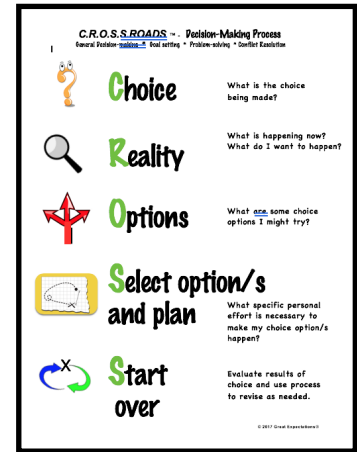 C.R.O.S.S.ROADS ™ - Decision-Making Process
General Decision-making-* Goal setting * Problem-solving * Conflict Resolution
Choice
What is the choice
being made?
Reality
What is happening now?
What do I want to happen?
Options
What are some choice
options I might try?
Select option/s
and plan
What specific personal
effort is necessary to
make my choice option/s
happen?
X
Start
over
Evaluate results of
choice and use process
to revise as needed.
© 2017 Great Expectations®